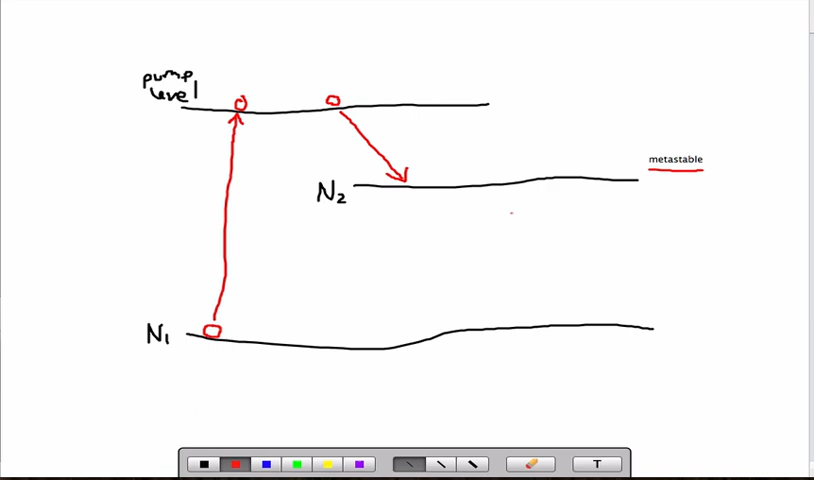 pump
level
metastable
N2
N1
T